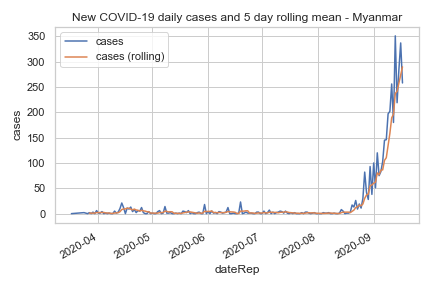 New COVID-19 daily cases and 5 day rolling mean - Myanmar
cases
cases (rolling)
350
300
250
200
150
100
50
0
cases
2020-04
2020-05
2020-06
2020-07
2020-08
2020-09
dateRep